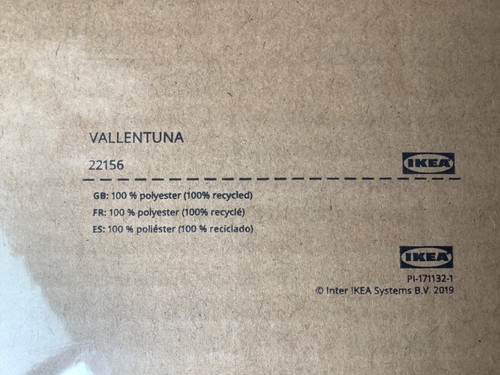 VALLENTUNA
22156
IKEA
GB: 100 % polyester (100% recycled)
FR: 100 % polyester (100% recyclé)
ES: 100 % poliéster (100 % reciclado)
IKEA
PI-171132-1
© Inter IKEA Systems B.V. 2019